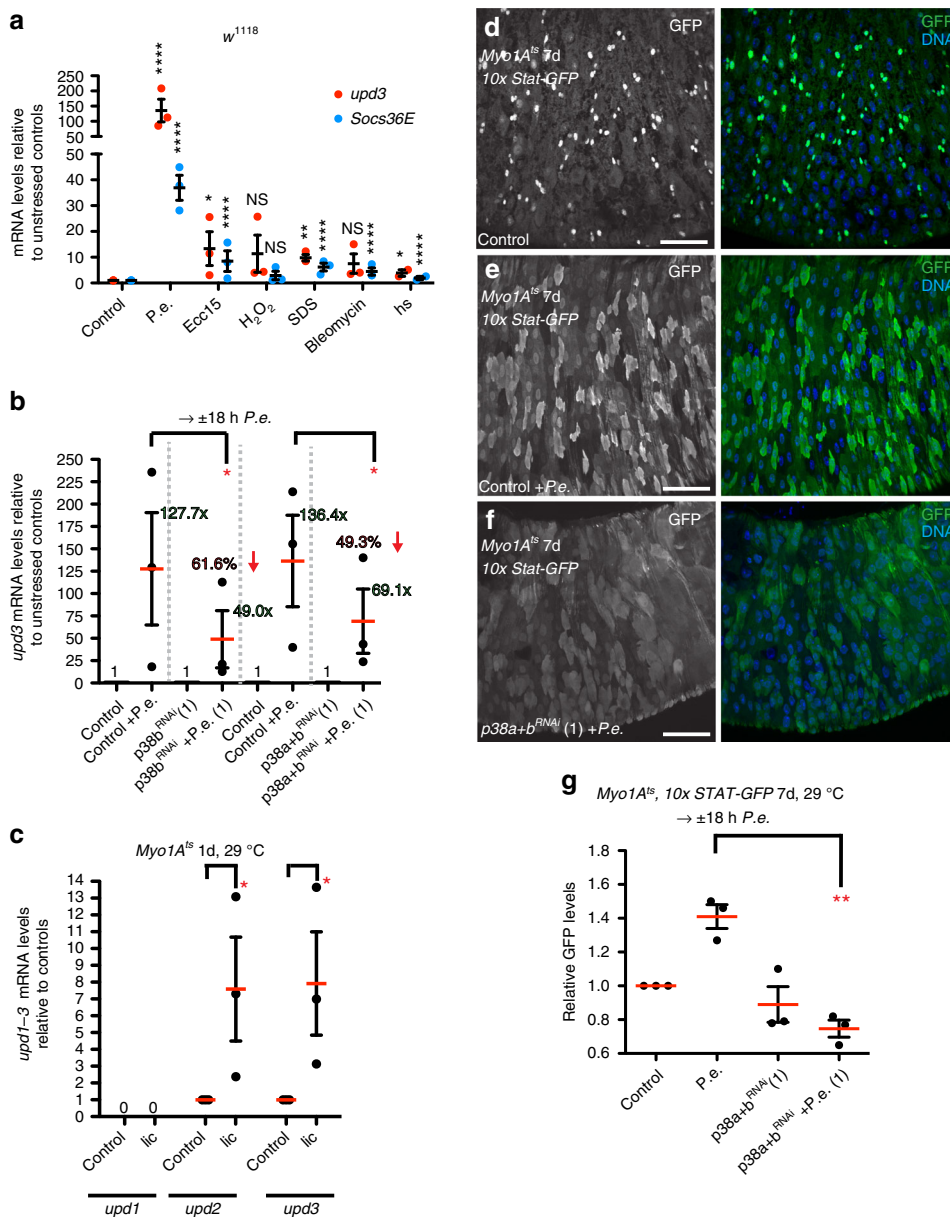 a
w1118
upd3
Socs36E
mRNA levels relative
to unstressed controls
250
200
150
100
50
40
30
20
10
0
****
****
*
****
NS
NS
**
****
NS
****
*
****
Control
P.e.
Ecc15
H2O2
SDS
Bleomycin
hs
b
→ ±18 h P.e.
upd3 mRNA levels relative
to unstressed controls
250
225
200
175
150
125
100
75
50
25
0
1
127.7x
1
61.6%
49.0x
*
1
136.4x
1
49.3%
69.1x
*
Control
Control +P.e.
p38bRNAi (1)
p38bRNAi +P.e. (1)
Control
Control +P.e.
p38a+bRNAi (1)
p38a+bRNAi +P.e. (1)
c
Myo1Ats 1d, 29 °C
upd1–3 mRNA levels
relative to controls
14
13
12
11
10
9
8
7
6
5
4
3
2
1
0
0
*
*
Control
lic
Control
lic
Control
lic
upd1
upd2
upd3
d
GFP
Myo1Ats 7d
10x Stat-GFP
Control
GFP
DNA
e
GFP
Myo1Ats 7d
10x Stat-GFP
Control +P.e.
GFP
DNA
f
GFP
Myo1Ats 7d
10x Stat-GFP
p38a+bRNAi (1) +P.e.
GFP
DNA
g
Myo1Ats, 10x STAT-GFP 7d, 29 °C
→ ±18 h P.e.
Relative GFP levels
1.8
1.6
1.4
1.2
1.0
0.8
0.6
**
Control
P.e.
p38a+bRNAi (1)
p38a+bRNAi +P.e. (1)